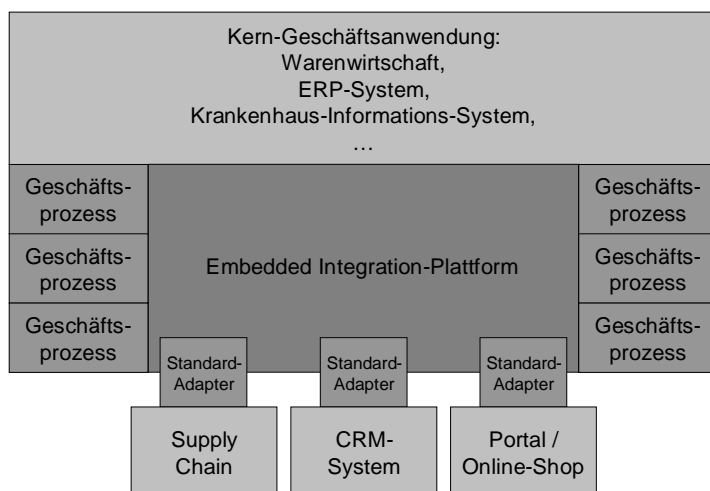 Kern-Geschäftsanwendung:
Warenwirtschaft,
ERP-System,
Krankenhaus-Informations-System,
…
Geschäfts-
prozess
Geschäfts-
prozess
Geschäfts-
prozess
Embedded Integration-Plattform
Geschäfts-
prozess
Geschäfts-
prozess
Geschäfts-
prozess
Standard-
Adapter
Standard-
Adapter
Standard-
Adapter
Supply
Chain
CRM-
System
Portal /
Online-Shop